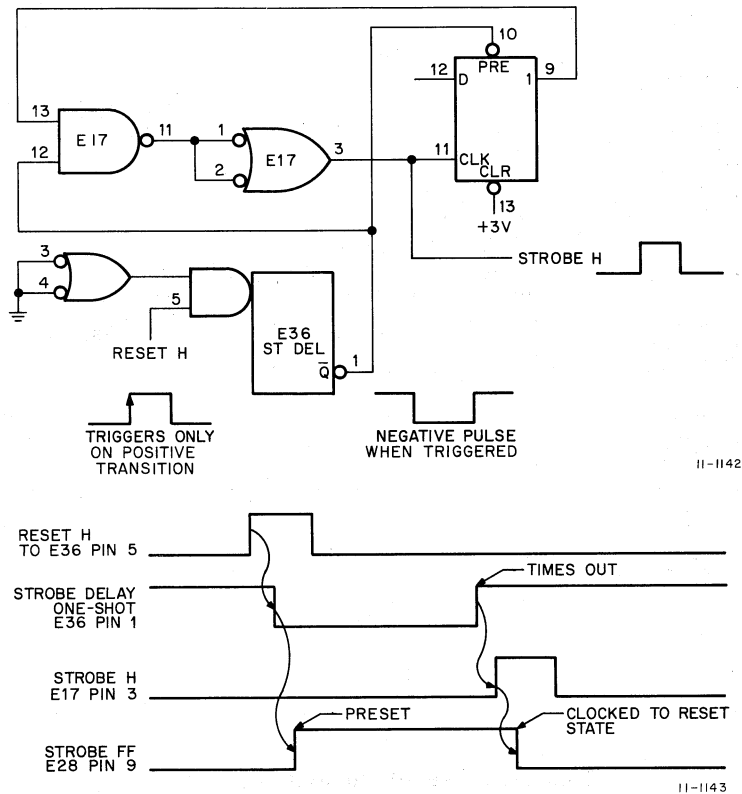 10
12
D
PRE
1
9
13
E17
11
1
12
2
E17
3
11
CLK
CLR
13
+3V
STROBE H
3
4
5
E36
ST DEL
Q̅
1
RESET H
TRIGGERS ONLY
ON POSITIVE
TRANSITION
NEGATIVE PULSE
WHEN TRIGGERED
11-1142
RESET H
TO E36 PIN 5
TIMES OUT
STROBE DELAY
ONE-SHOT
E36 PIN 1
STROBE H
E17 PIN 3
PRESET
CLOCKED TO RESET
STATE
STROBE FF
E28 PIN 9
11-1143